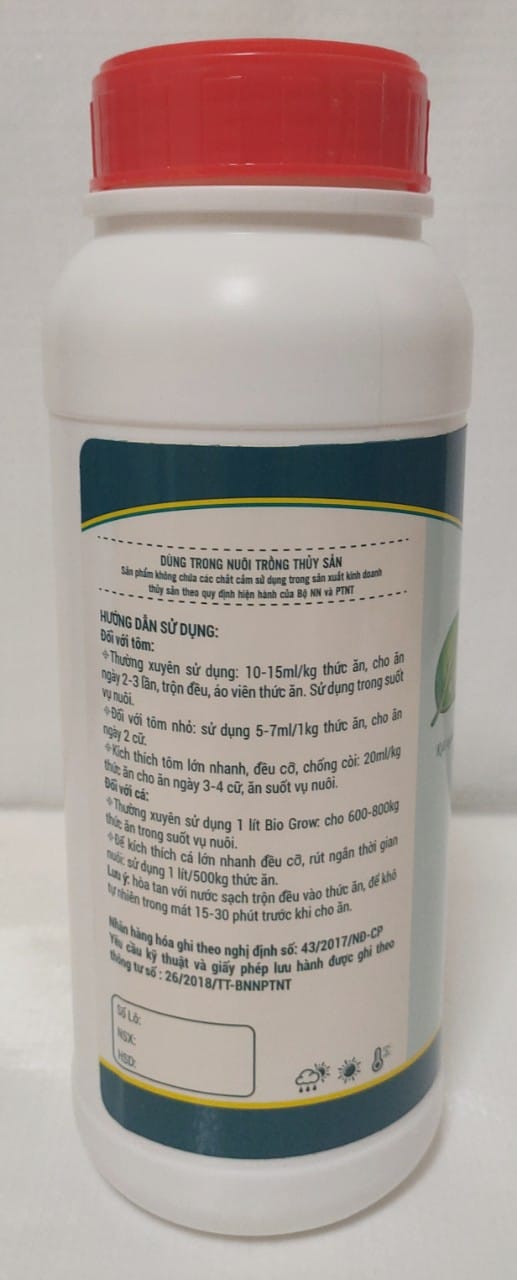 DÙNG TRONG NUÔI TRỒNG THỦY SẢN
Sản phẩm không chứa các chất cấm sử dụng trong sản xuất kinh doanh
thủy sản theo quy định hiện hành của Bộ NN và PTNT
HƯỚNG DẪN SỬ DỤNG:
Đối với tôm:
Thường xuyên sử dụng: 10-15ml/kg thức ăn, cho ăn
ngày 2-3 lần, trộn đều, áo viên thức ăn. Sử dụng trong suốt
vụ nuôi.
Đối với tôm nhỏ: sử dụng 5-7ml/1kg thức ăn, cho ăn
ngày 2 cữ.
Kích thích tôm lớn nhanh, đều cỡ, chống còi: 20ml/kg
thức ăn cho ăn ngày 3-4 cữ, ăn suốt vụ nuôi.
Đối với cá:
Thường xuyên sử dụng 1 lít Bio Grow: cho 600-800kg
thức ăn trong suốt vụ nuôi.
Để kích thích cá lớn nhanh đều cỡ, rút ngắn thời gian
nuôi: sử dụng 1 lít/500kg thức ăn.
Lưu ý: hòa tan với nước sạch trộn đều vào thức ăn, để khô
tự nhiên trong mát 15-30 phút trước khi cho ăn.
Nhãn hàng hóa ghi theo nghị định số: 43/2017/NĐ-CP
Yêu cầu kỹ thuật và giấy phép lưu hành được ghi theo
thông tư số : 26/2018/TT-BNNPTNT
Số Lô:
NSX:
HSD: